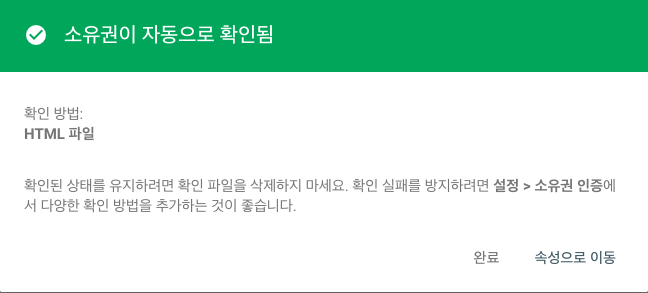 소유권이 자동으로 확인됨
확인 방법:
HTML 파일
확인된 상태를 유지하려면 확인 파일을 삭제하지 마세요. 확인 실패를 방지하려면 설정 > 소유권 인증에
서 다양한 확인 방법을 추가하는 것이 좋습니다.
완료 속성으로 이동